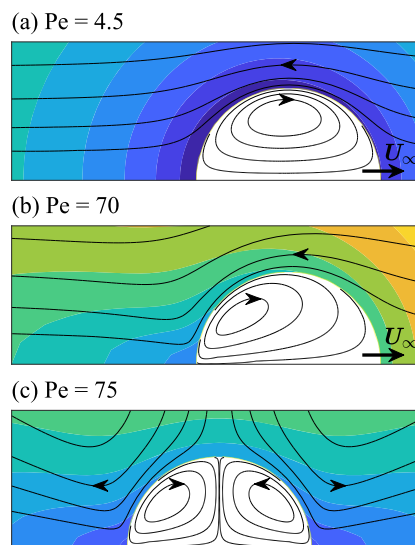 (a) Pe = 4.5
U∞
(b) Pe = 70
U∞
(c) Pe = 75